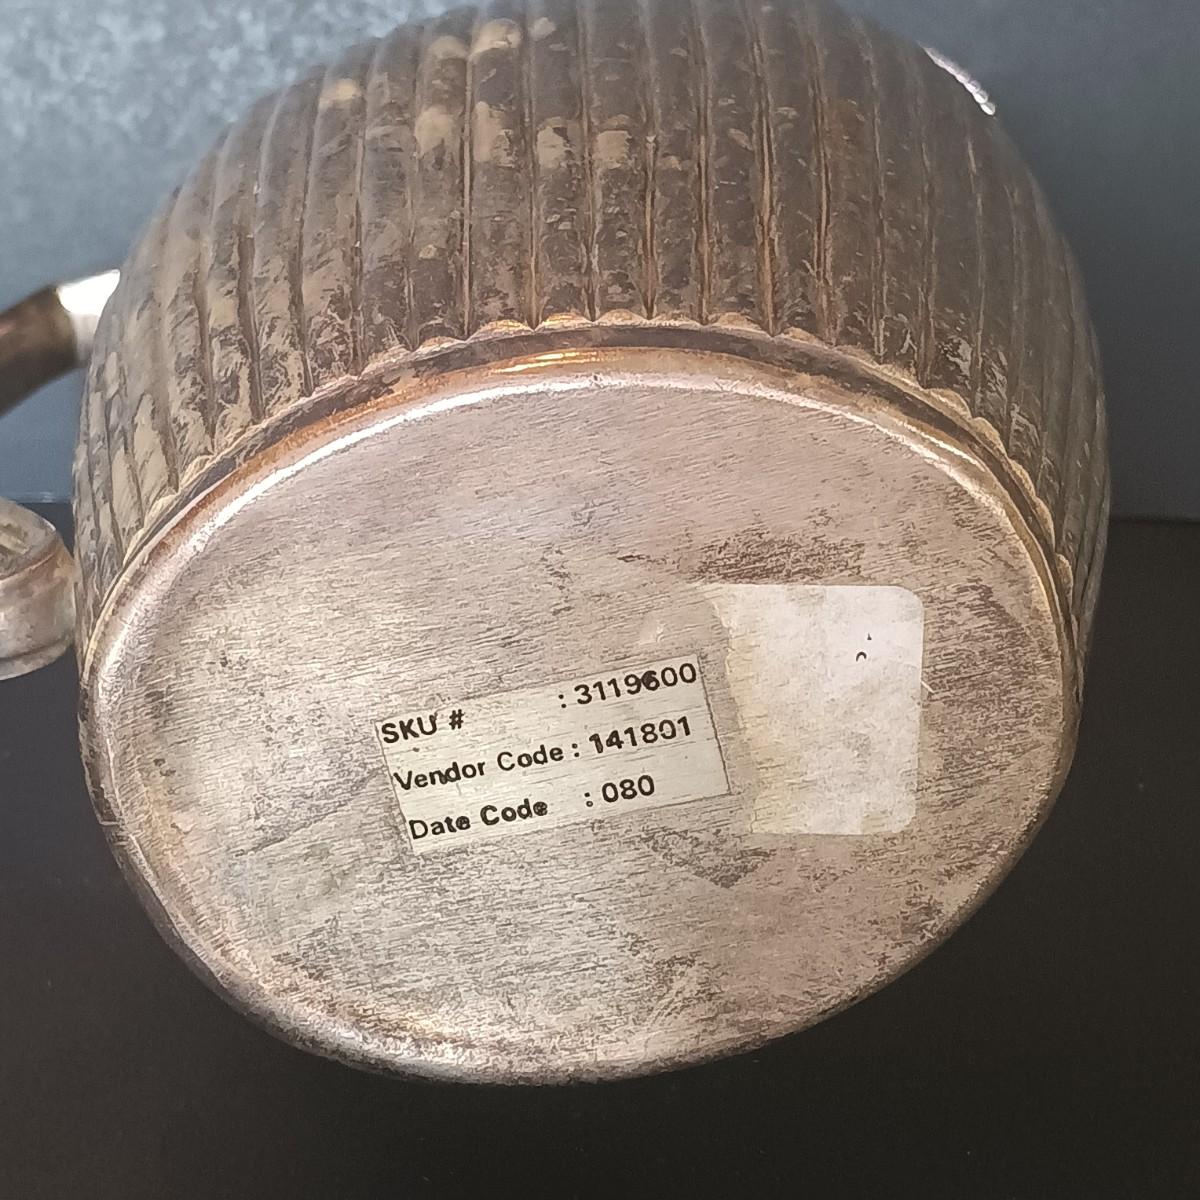 SKU # : 3119600
Vendor Code : 141801
Date Code : 080